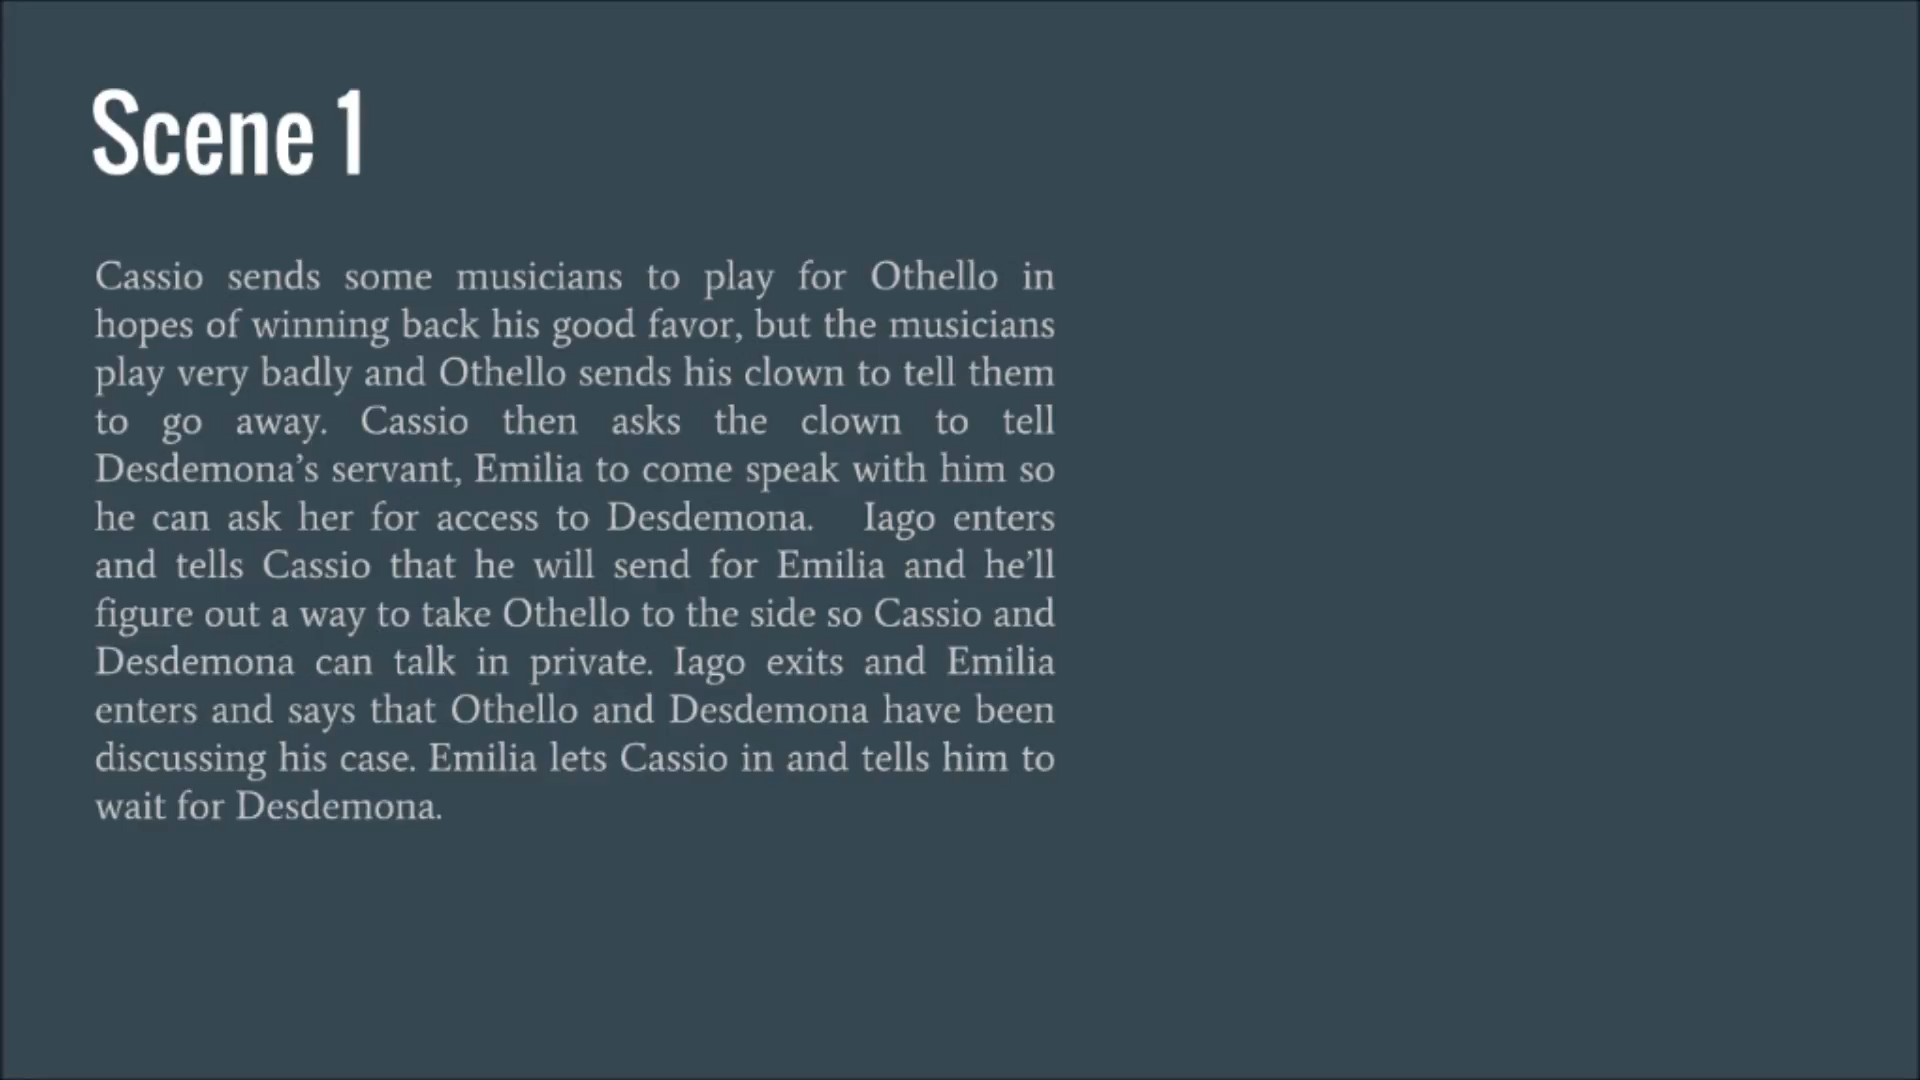 Scene 1
Cassio sends some musicians to play for Othello in
hopes of winning back his good favor, but the musicians
play very badly and Othello sends his clown to tell them
to go away. Cassio then asks the clown to tell
Desdemona’s servant, Emilia to come speak with him so
he can ask her for access to Desdemona. Iago enters
and tells Cassio that he will send for Emilia and he’ll
figure out a way to take Othello to the side so Cassio and
Desdemona can talk in private. Iago exits and Emilia
enters and says that Othello and Desdemona have been
discussing his case. Emilia lets Cassio in and tells him to
wait for Desdemona.